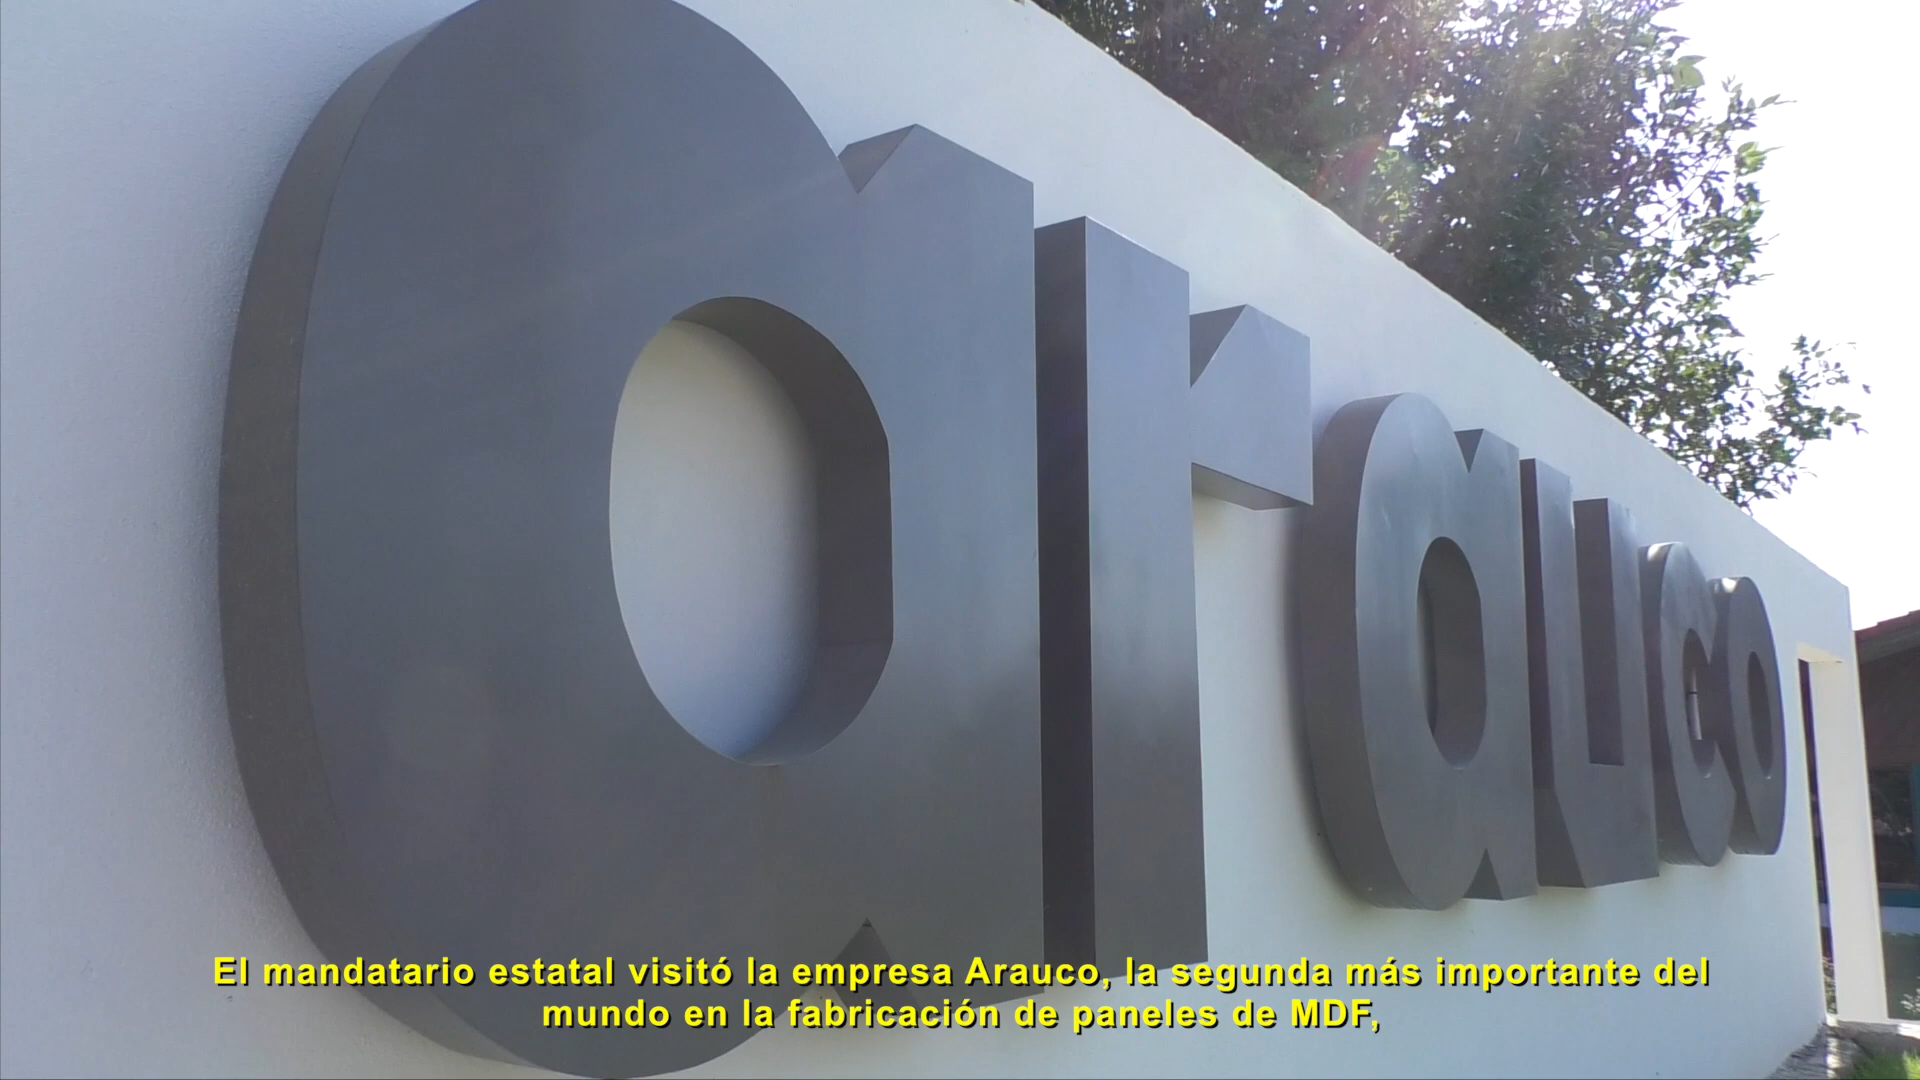 arauco
El mandatario estatal visitó la empresa Arauco, la segunda más importante del
mundo en la fabricación de paneles de MDF,